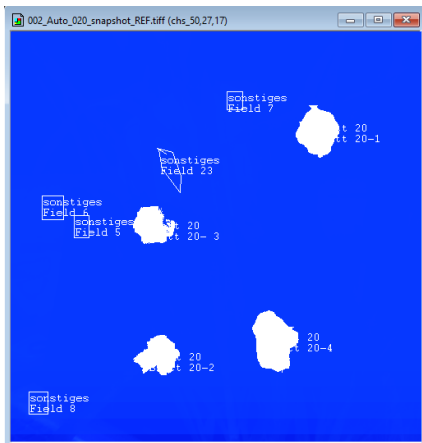 002_Auto_020_snapshot_REF.tiff (chs_50,27,17)
sonstiges
Field 7
t 20
tt 20-1
sonstiges
Field 23
sonstiges
Field 6
sonstiges
Field 5
20
tt 20- 3
20
t 20-4
20
t 20-2
sonstiges
Field 8